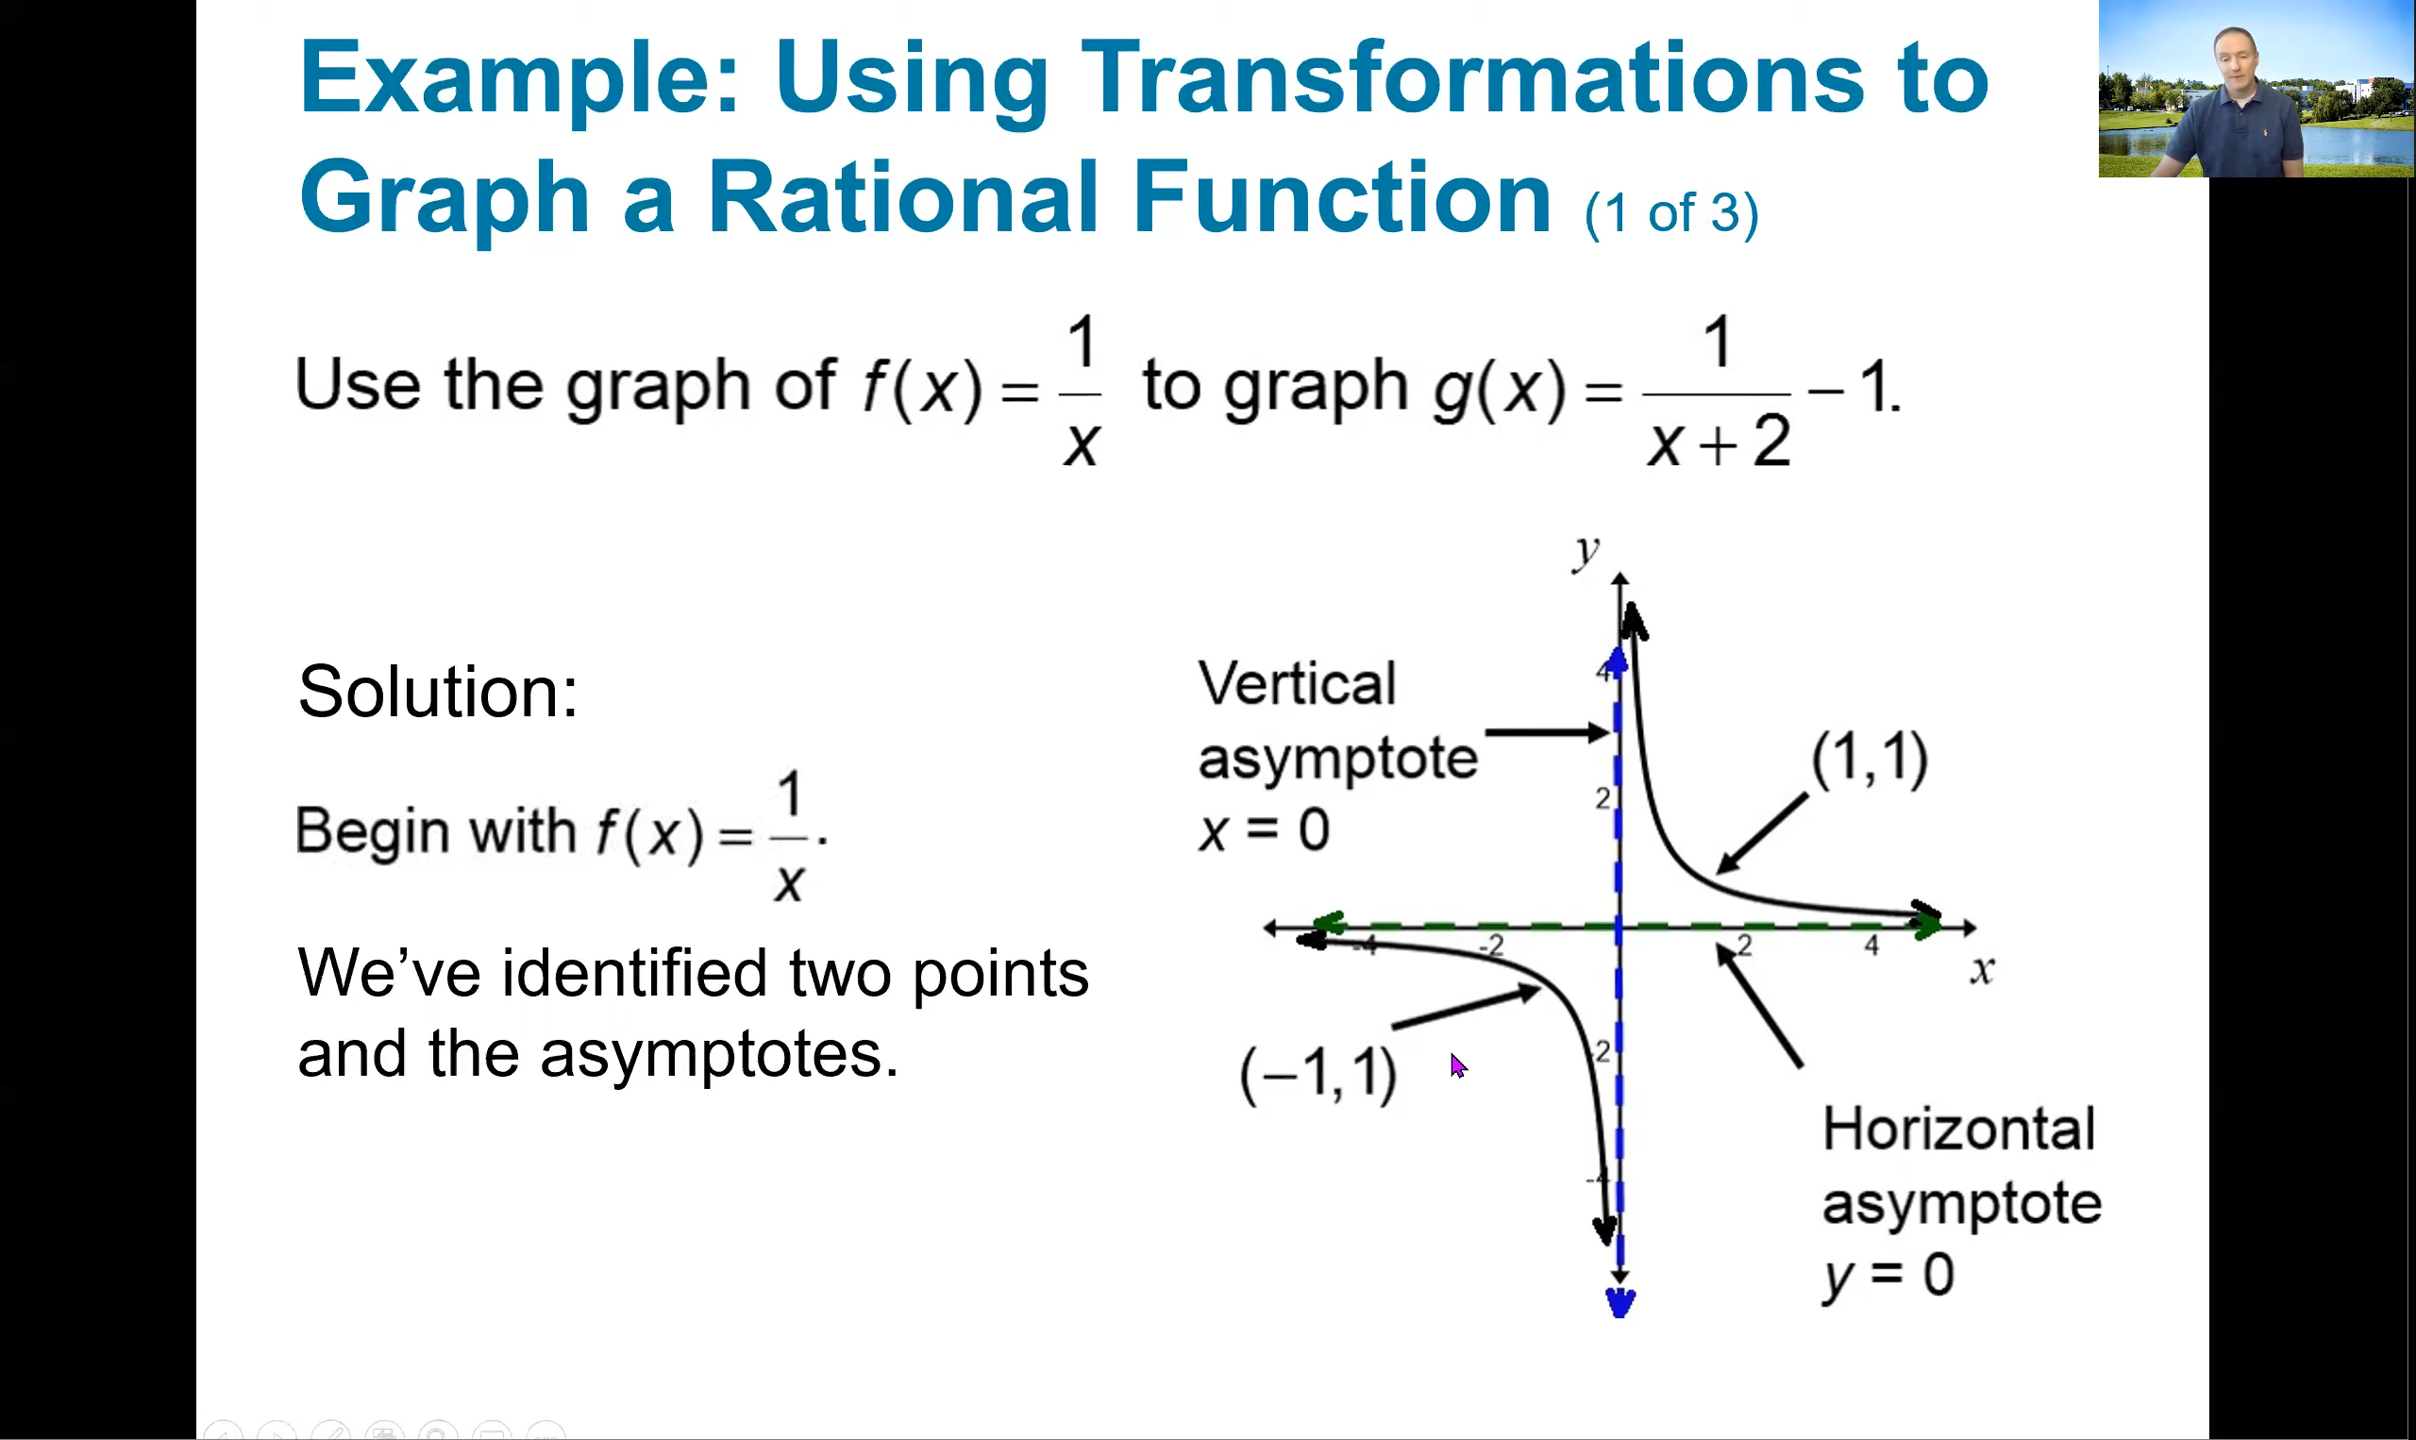 Example: Using Transformations to
Graph a Rational Function (1 of 3)
Use the graph of f(x) = 1/x to graph g(x) = 1/(x + 2) − 1.
Solution:
Begin with f(x) = 1/x.
We’ve identified two points
and the asymptotes.
y
Vertical
asymptote
x = 0
4
2
(1,1)
-4
-2
2
4
x
(−1,1)
-2
-4
Horizontal
asymptote
y = 0